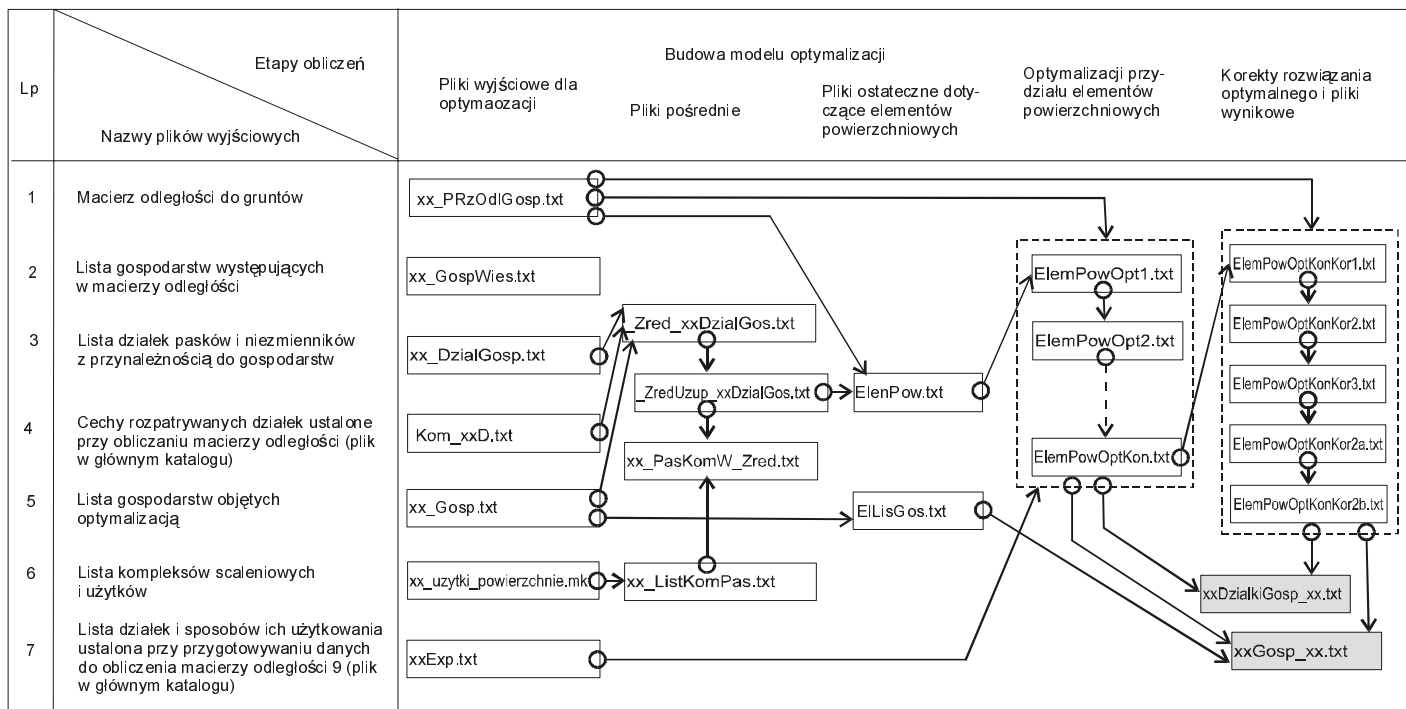 Lp
Etapy obliczeń
Nazwy plików wyjściowych
Budowa modelu optymalizacji
Pliki wyjściowe dla
optymaozacji
Pliki pośrednie
Pliki ostateczne doty-
czące elementów
powierzchniowych
Optymalizacji przy-
działu elementów
powierzchniowych
Korekty rozwiązania
optymalnego i pliki
wynikowe
1
Macierz odległości do gruntów
xx_PRzOdlGosp.txt
2
Lista gospodarstw występujących
w macierzy odległóści
xx_GospWies.txt
ElemPowOpt1.txt
ElemPowOptKonKor1.txt
3
Lista działek pasków i niezmienników
z przynależnością do gospodarstw
xx_DzialGosp.txt
_Zred_xxDzialGos.txt
_ZredUzup_xxDzialGos.txt
ElenPow.txt
ElemPowOpt2.txt
ElemPowOptKonKor2.txt
ElemPowOptKonKor3.txt
4
Cechy rozpatrywanych działek ustalone
przy obliczaniu macierzy odległości (plik
w głównym katalogu)
Kom_xxD.txt
xx_PasKomW_Zred.txt
ElemPowOptKon.txt
ElemPowOptKonKor2a.txt
5
Lista gospodarstw objętych
optymalizacją
xx_Gosp.txt
ElLisGos.txt
ElemPowOptKonKor2b.txt
6
Lista kompleksów scaleniowych
i użytków
xx_uzytki_powierzchnie.mk
xx_ListKomPas.txt
xxDzialkiGosp_xx.txt
7
Lista działek i sposobów ich użytkowania
ustalona przy przygotowywaniu danych
do obliczenia macierzy odległości 9 (plik
w głównym katalogu)
xxExp.txt
xxGosp_xx.txt